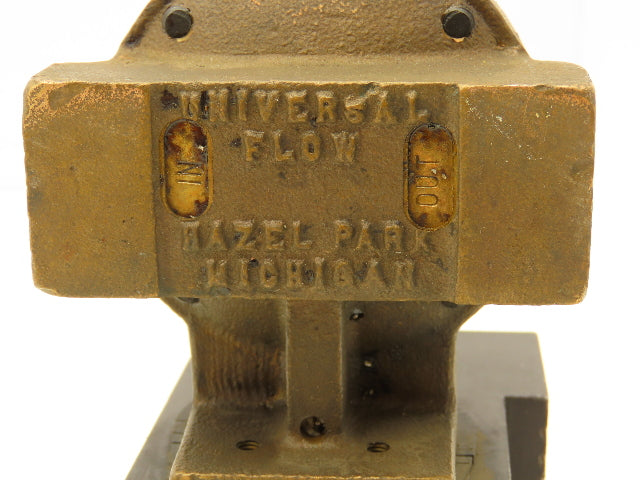 UNIVERSAL
FLOW
IN
OUT
HAZEL PARK
MICHIGAN